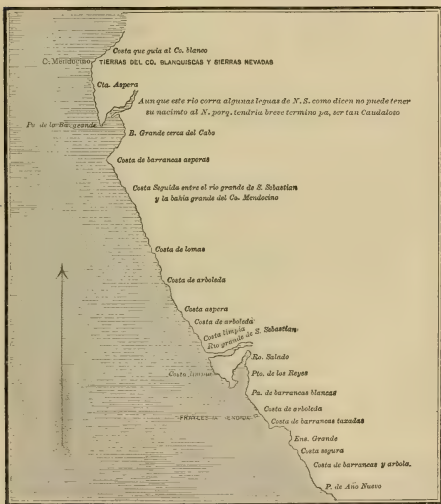 Costa que guia al Co. blanco
C. Mendocino
TIERRAS DEL CO. BLANQUISCAS Y SIERRAS NEVADAS
Cta. Aspera
Aun que este rio corra algunas leguas de N.S. como dicen no puede tener
su nacimto al N. porq. tendria breve termino pa, ser tan Caudaloso
B. Grande cerca del Cabo
Costa de barrancas asperas
Costa Seguida entre el rio grande de S. Sebastian
y la bahia grande del Co. Mendocino
Costa de lomas
Costa de arboleda
Costa aspera
Costa de arboleda
Costa limpia
Rio grande de S. Sebastian
Ro. Salado
Costa
Pto. de los Reyes
Pa. de barrancas blancas
Costa de arboleda
Costa de barrancas taxadas
Ens. Grande
Costa segura
Costa de barrancas y arbola.
P. de Año Nuevo